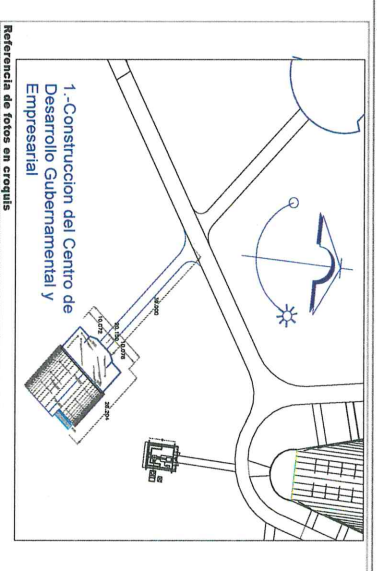 1.-Construccion del Centro de
Desarrollo Gubernamental y
Empresarial
Referencia de fotos en croquis